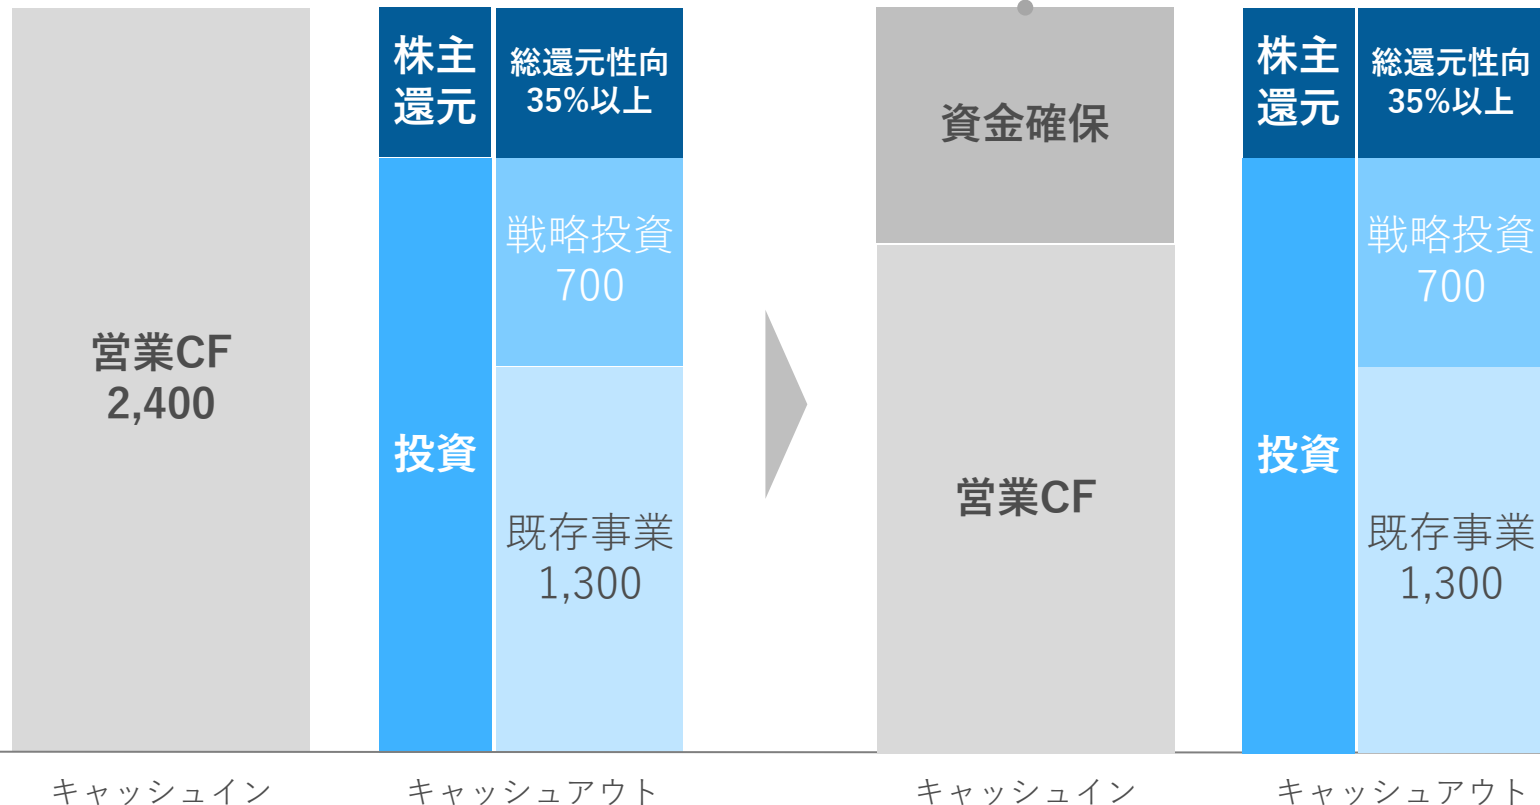 営業CF
2,400
キャッシュイン
株主
還元
総還元性向
35%以上
投資
戦略投資
700
既存事業
1,300
キャッシュアウト
資金確保
営業CF
キャッシュイン
株主
還元
総還元性向
35%以上
投資
戦略投資
700
既存事業
1,300
キャッシュアウト